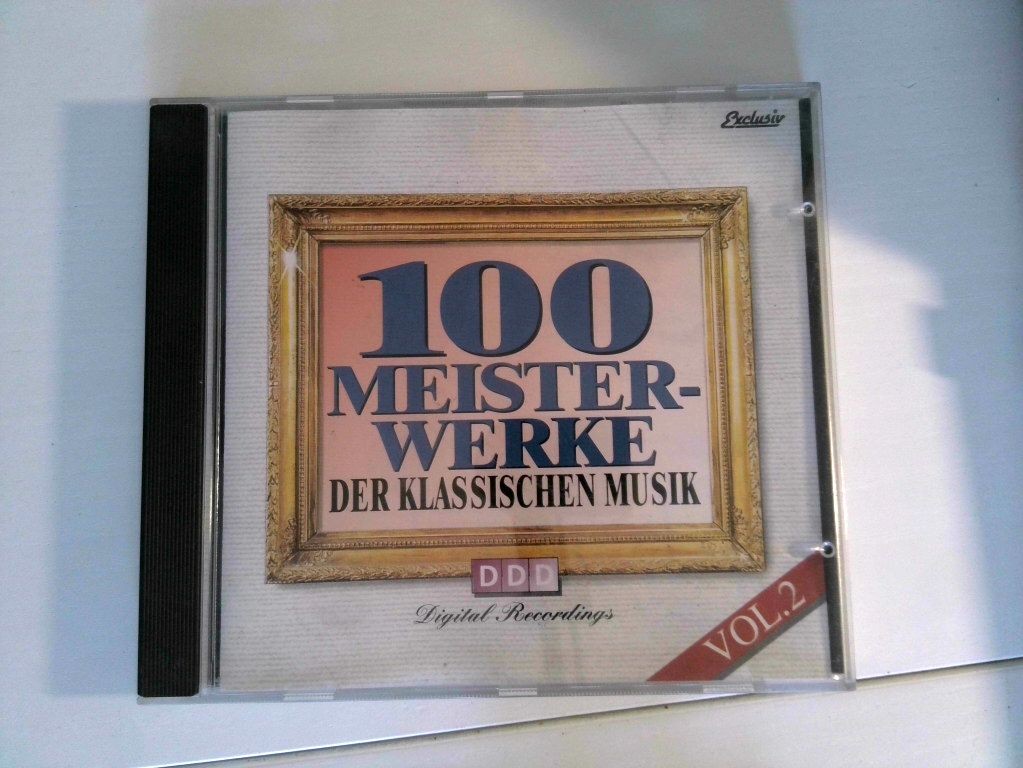 Exclusiv
100
MEISTER-
WERKE
DER KLASSISCHEN MUSIK
DDD
Digital Recordings
VOL.2